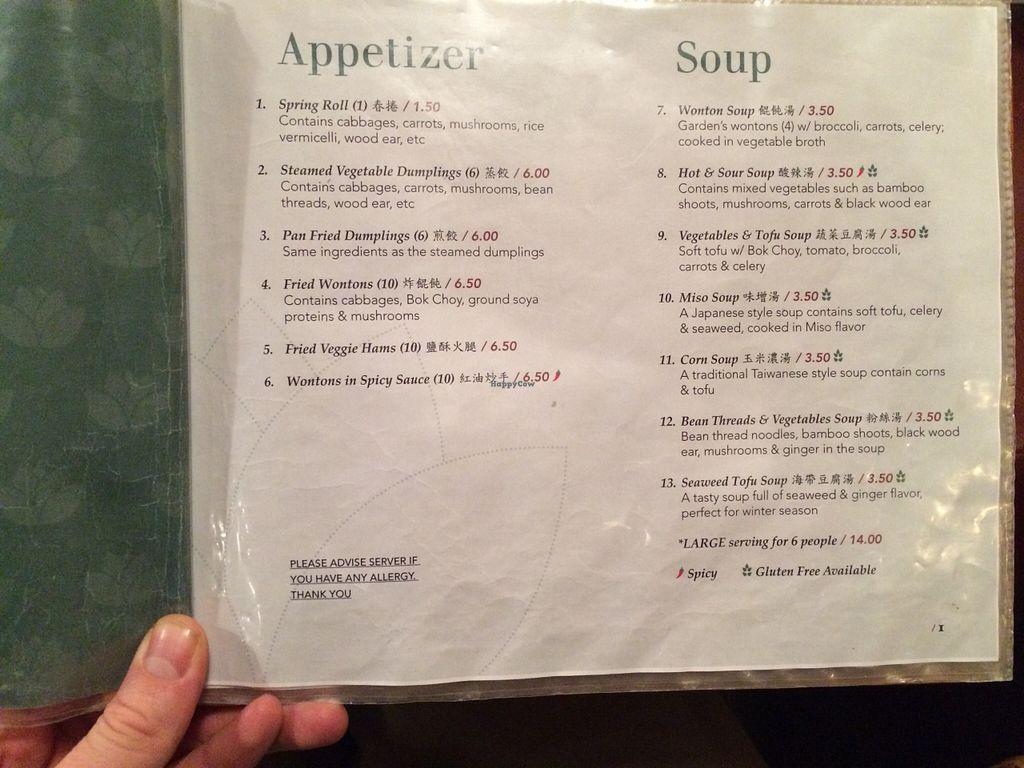 Appetizer
1. Spring Roll (1) 春捲 / 1.50
Contains cabbages, carrots, mushrooms, rice
vermicelli, wood ear, etc
2. Steamed Vegetable Dumplings (6) 蒸餃 / 6.00
Contains cabbages, carrots, mushrooms, bean
threads, wood ear, etc
3. Pan Fried Dumplings (6) 煎餃 / 6.00
Same ingredients as the steamed dumplings
4. Fried Wontons (10) 炸餛飩 / 6.50
Contains cabbages, Bok Choy, ground soya
proteins & mushrooms
5. Fried Veggie Hams (10) 鹽酥火腿 / 6.50
6. Wontons in Spicy Sauce (10) 紅油炒手 / 6.50
HappyCow
PLEASE ADVISE SERVER IF
YOU HAVE ANY ALLERGY.
THANK YOU
Soup
7. Wonton Soup 餛飩湯 / 3.50
Garden's wontons (4) w/ broccoli, carrots, celery;
cooked in vegetable broth
8. Hot & Sour Soup 酸辣湯 / 3.50
Contains mixed vegetables such as bamboo
shoots, mushrooms, carrots & black wood ear
9. Vegetables & Tofu Soup 蔬菜豆腐湯 / 3.50
Soft tofu w/ Bok Choy, tomato, broccoli,
carrots & celery
10. Miso Soup 味增湯 / 3.50
A Japanese style soup contains soft tofu, celery
& seaweed, cooked in Miso flavor
11. Corn Soup 玉米濃湯 / 3.50
A traditional Taiwanese style soup contain corns
& tofu
12. Bean Threads & Vegetables Soup 粉絲湯 / 3.50
Bean thread noodles, bamboo shoots, black wood
ear, mushrooms & ginger in the soup
13. Seaweed Tofu Soup 海帶豆腐湯 / 3.50
A tasty soup full of seaweed & ginger flavor,
perfect for winter season
*LARGE serving for 6 people / 14.00
Spicy Gluten Free Available
/ 1